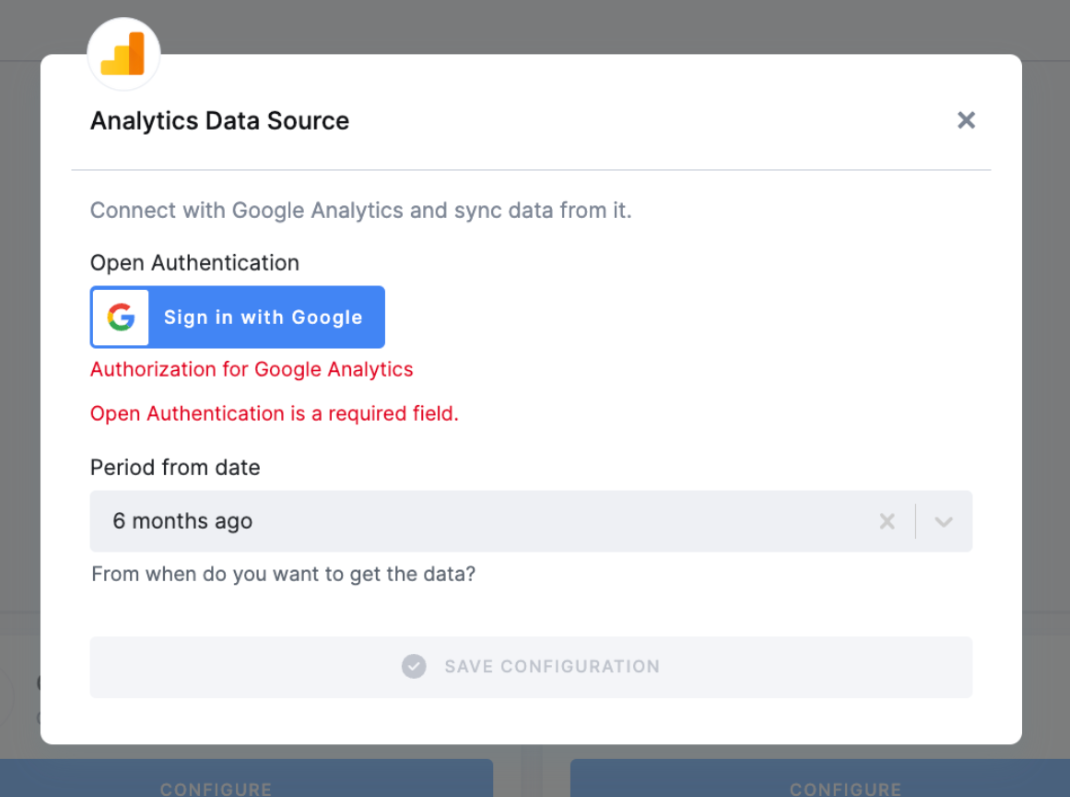 Analytics Data Source
Connect with Google Analytics and sync data from it.
Open Authentication
Sign in with Google
Authorization for Google Analytics
Open Authentication is a required field.
Period from date
6 months ago
From when do you want to get the data?
SAVE CONFIGURATION
CONFIGURE
CONFIGURE